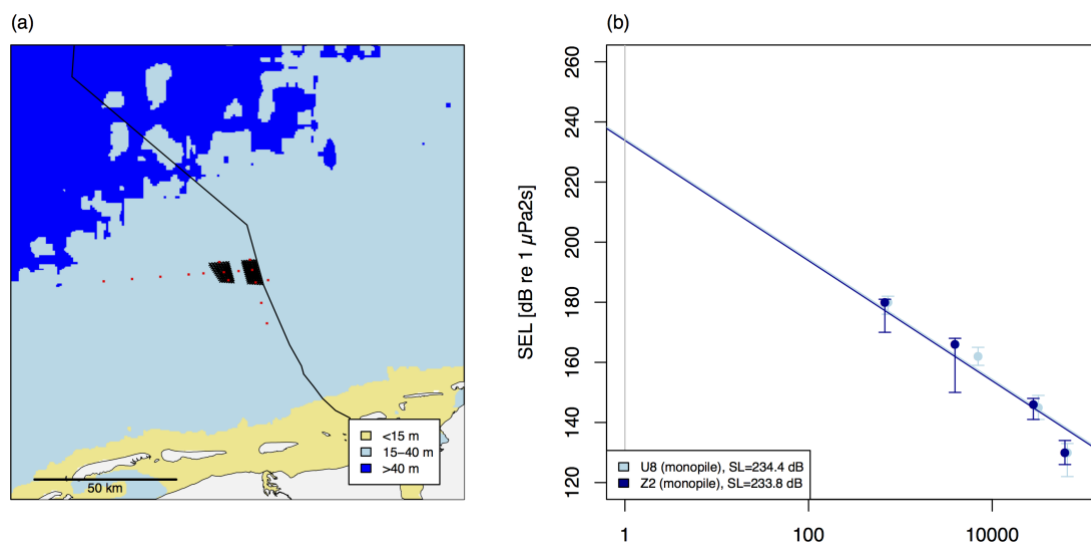 (a)
<15 m
15−40 m
>40 m
50 km
(b)
SEL [dB re 1 µPa2s]
260
240
220
200
180
160
140
120
U8 (monopile), SL=234.4 dB
Z2 (monopile), SL=233.8 dB
1
100
10000